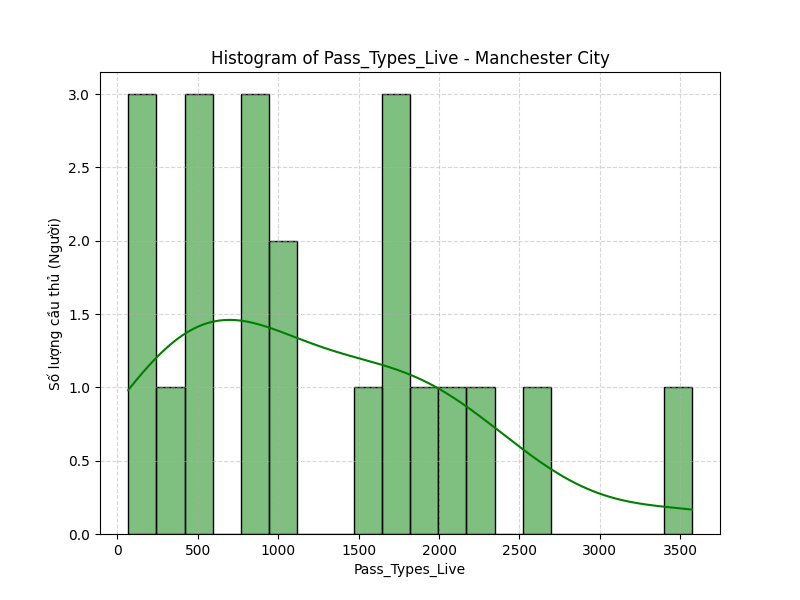 Histogram of Pass_Types_Live - Manchester City
3.0
2.5
2.0
1.5
1.0
0.5
0.0
Số lượng cầu thủ (Người)
0 500 1000 1500 2000 2500 3000 3500
Pass_Types_Live